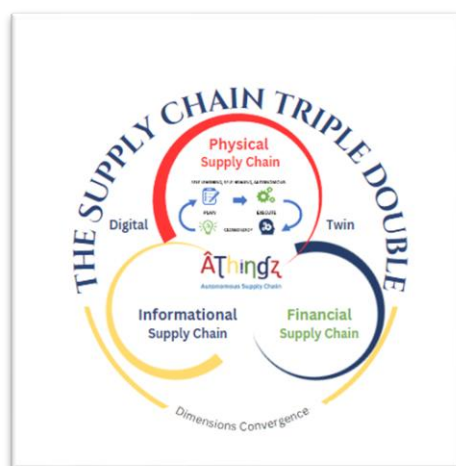 THE SUPPLY CHAIN TRIPLE DOUBLE
Physical
Supply Chain
PLAN
EXECUTE
Digital
Twin
ÂThingz
Autonomous Supply Chain
Informational
Supply Chain
Financial
Supply Chain
Dimensions Convergence